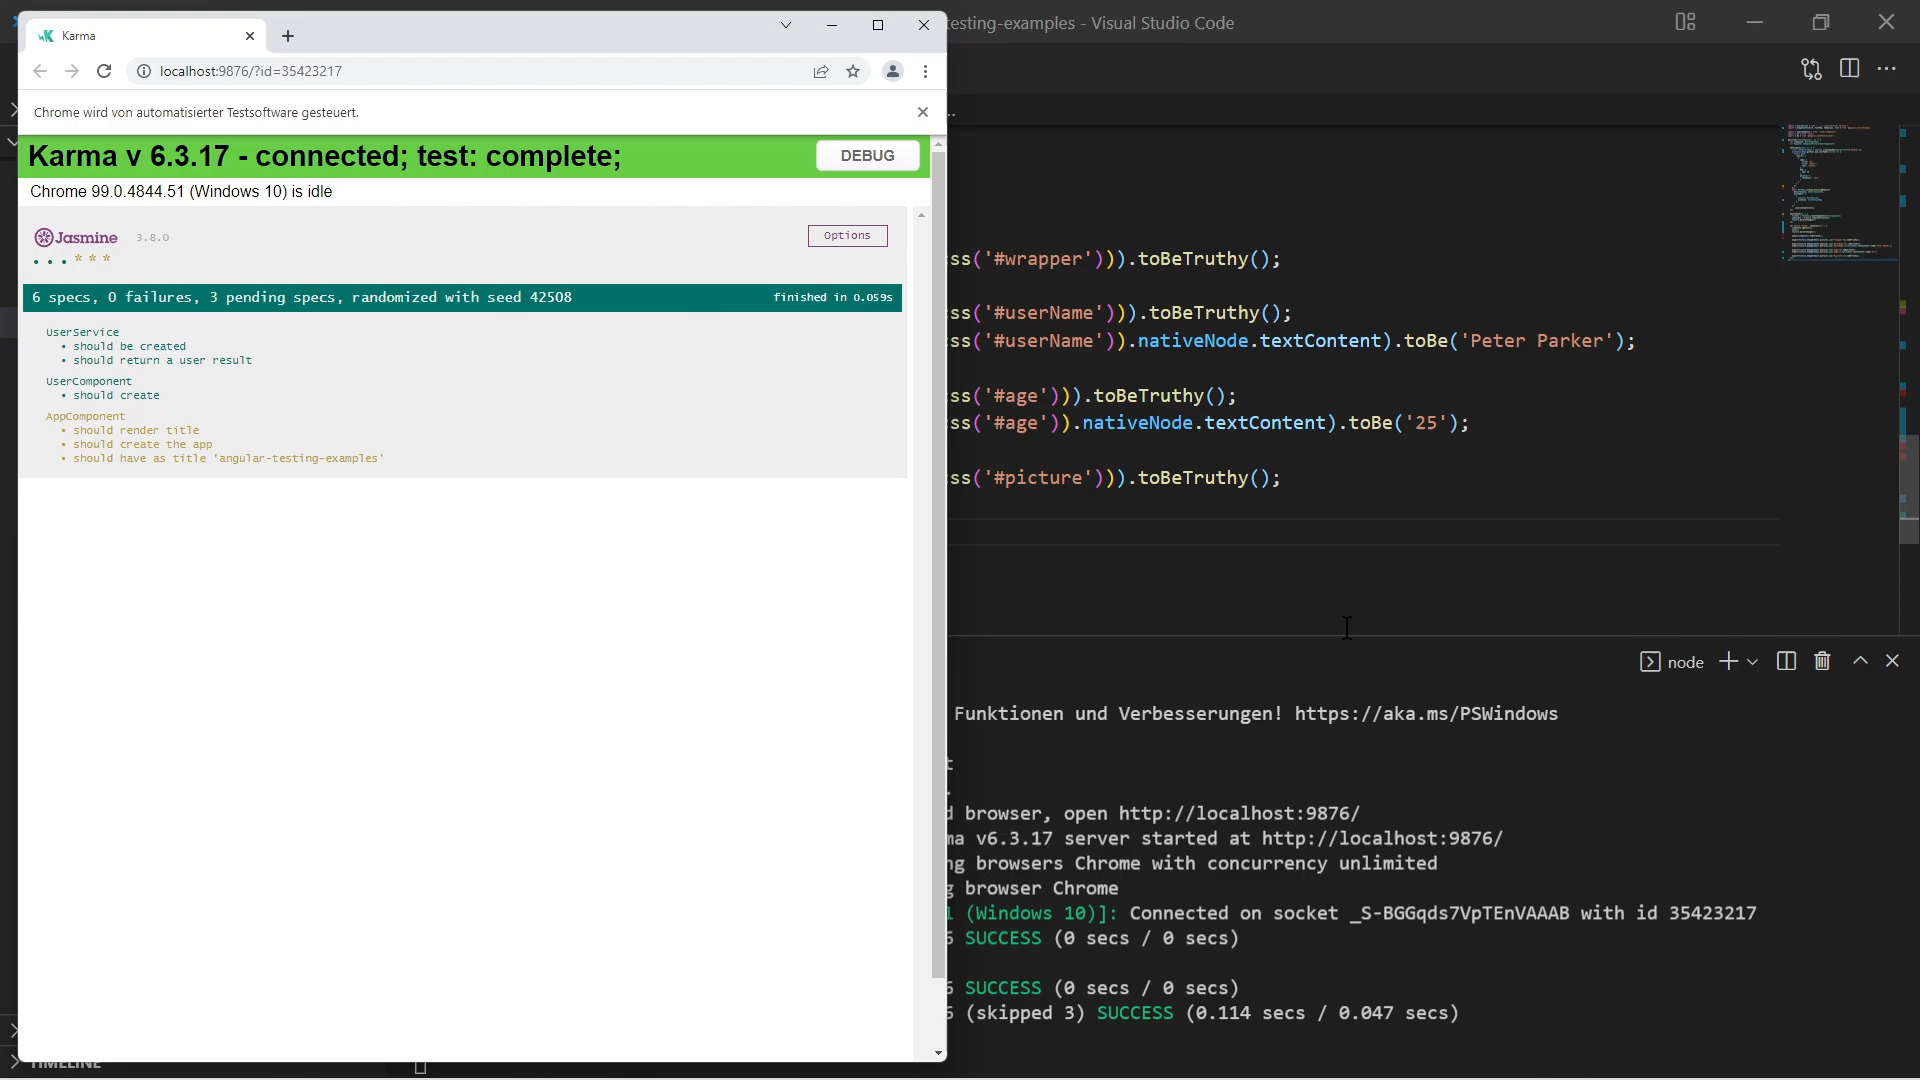 Karma
testing-examples - Visual Studio Code
localhost:9876/?id=35423217
Chrome wird von automatisierter Testsoftware gesteuert.
Karma v 6.3.17 - connected; test: complete;
DEBUG
Chrome 99.0.4844.51 (Windows 10) is idle
Jasmine 3.8.0
Options
6 specs, 0 failures, 3 pending specs, randomized with seed 42508
finished in 0.059s
UserService
• should be created
• should return a user result
UserComponent
• should create
AppComponent
• should render title
• should create the app
• should have as title 'angular-testing-examples'
ss('#wrapper'))).toBeTruthy();
ss('#userName'))).toBeTruthy();
ss('#userName')).nativeNode.textContent).toBe('Peter Parker');
ss('#age'))).toBeTruthy();
ss('#age')).nativeNode.textContent).toBe('25');
ss('#picture'))).toBeTruthy();
node
Funktionen und Verbesserungen! https://aka.ms/PSWindows
t
.
d browser, open http://localhost:9876/
ma v6.3.17 server started at http://localhost:9876/
ng browsers Chrome with concurrency unlimited
g browser Chrome
1 (Windows 10)]: Connected on socket _S-BGGqds7VpTEnVAAAB with id 35423217
6 SUCCESS (0 secs / 0 secs)
6 SUCCESS (0 secs / 0 secs)
6 (skipped 3) SUCCESS (0.114 secs / 0.047 secs)
TIMELINE